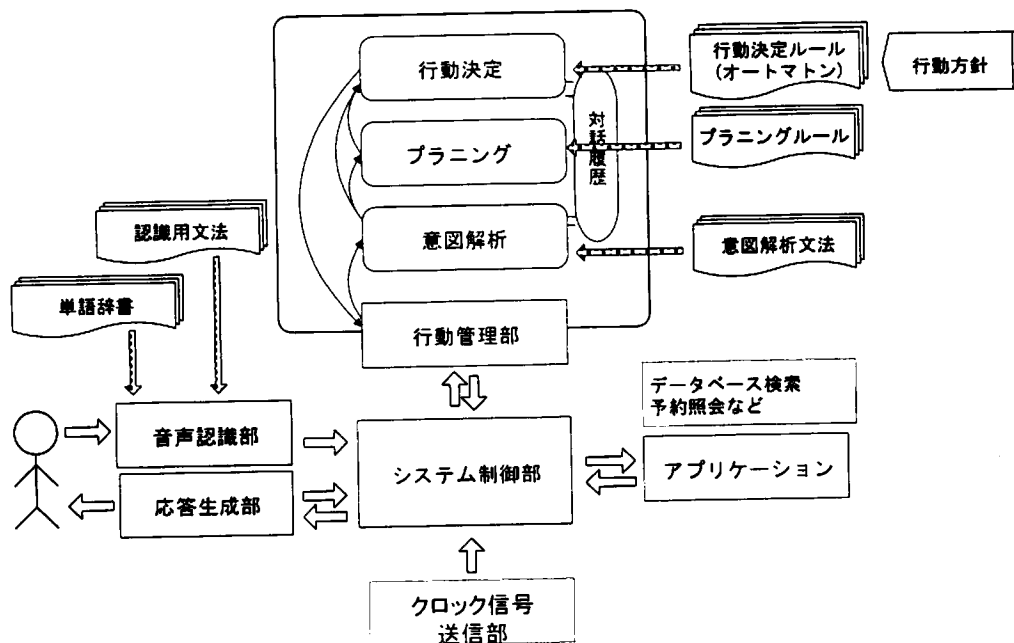 行動決定
行動決定ルール
(オートマトン)
行動方針
プラニング
対話履歴
プラニングルール
認識用文法
意図解析
意図解析文法
単語辞書
行動管理部
データベース検索
予約照会など
音声認識部
システム制御部
アプリケーション
応答生成部
クロック信号
送信部